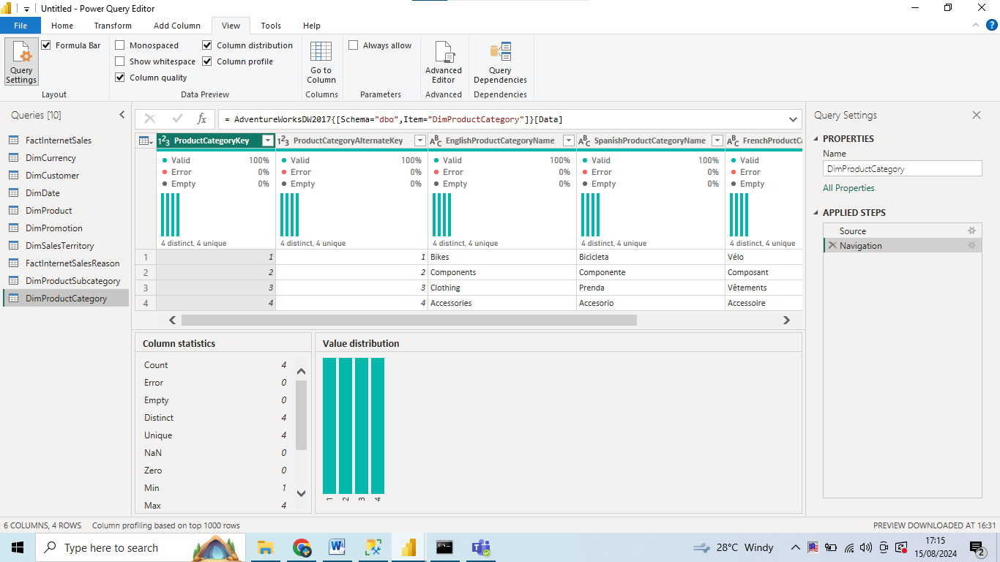 Untitled - Power Query Editor
File Home Transform Add Column View Tools Help
Query Settings
Formula Bar
Layout
Monospaced
Show whitespace
Column quality
Column distribution
Column profile
Data Preview
Go to Column
Columns
Always allow
Parameters
Advanced Editor
Advanced
Query Dependencies
Dependencies
Queries [10]
FactInternetSales
DimCurrency
DimCustomer
DimDate
DimProduct
DimPromotion
DimSalesTerritory
FactInternetSalesReason
DimProductSubcategory
DimProductCategory
fx = AdventureWorksDW2017{[Schema="dbo",Item="DimProductCategory"]}[Data]
ProductCategoryKey ProductCategoryAlternateKey EnglishProductCategoryName SpanishProductCategoryName FrenchProductCa
Valid 100% Valid 100% Valid 100% Valid 100% Valid
Error 0% Error 0% Error 0% Error 0% Error
Empty 0% Empty 0% Empty 0% Empty 0% Empty
4 distinct, 4 unique 4 distinct, 4 unique 4 distinct, 4 unique 4 distinct, 4 unique 4 distinct, 4 unique
1 1 1 Bikes Bicicleta Vélo
2 2 2 Components Componente Composant
3 3 3 Clothing Prenda Vêtements
4 4 4 Accessories Accesorio Accessoire
Column statistics
Count 4
Error 0
Empty 0
Distinct 4
Unique 4
NaN 0
Zero 0
Min 1
Max 4
Value distribution
1 2 3 4
Query Settings
PROPERTIES
Name
DimProductCategory
All Properties
APPLIED STEPS
Source
Navigation
6 COLUMNS, 4 ROWS Column profiling based on top 1000 rows
PREVIEW DOWNLOADED AT 16:31
Type here to search
28°C Windy
17:15
15/08/2024
2